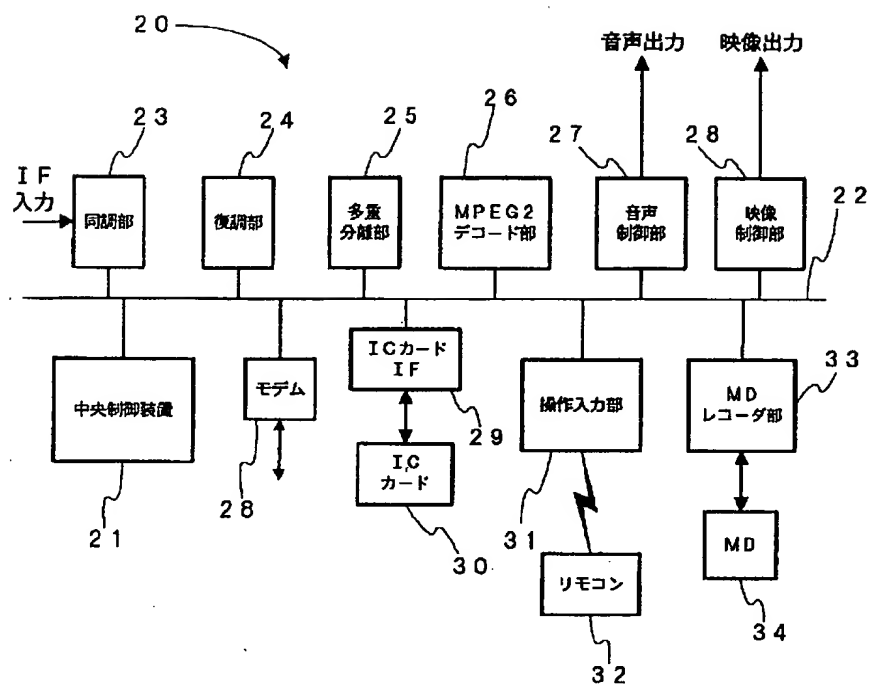 20
音声出力
映像出力
23
24
25
26
27
28
22
IF
入力
同調部
復調部
多重
分離部
MPEG2
デコード部
音声
制御部
映像
制御部
中央制御装置
モデム
ICカード
IF
操作入力部
MD
レコーダ部
33
21
28
29
IC
カード
30
31
リモコン
32
MD
34